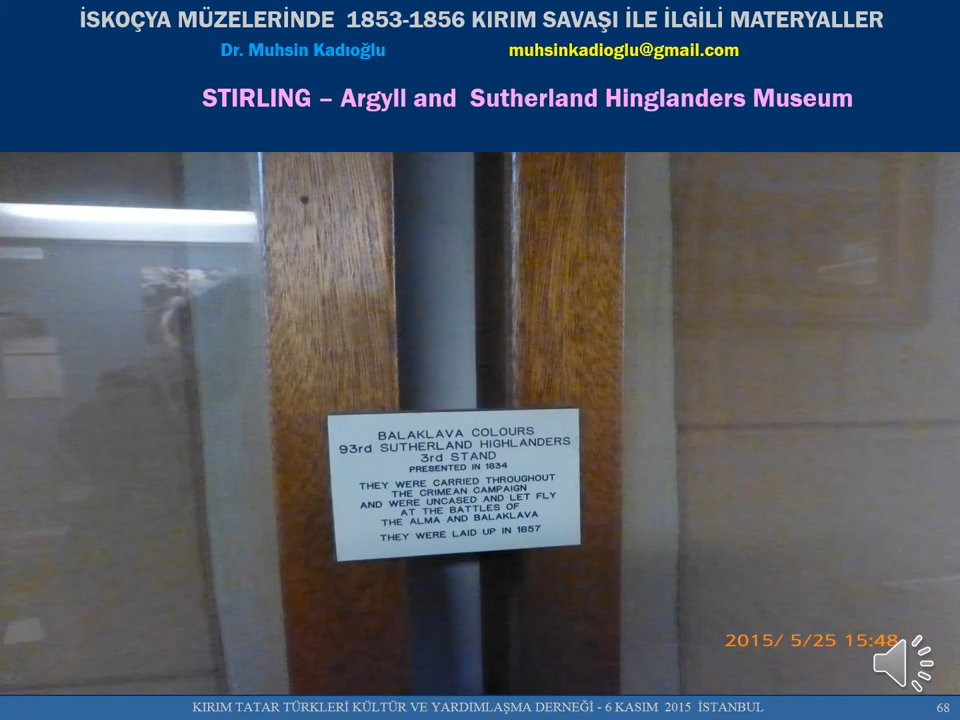 İSKOÇYA MÜZELERİNDE 1853-1856 KIRIM SAVAŞI İLE İLGİLİ MATERYALLER
Dr. Muhsin Kadıoğlu muhsinkadioglu@gmail.com
STIRLING – Argyll and Sutherland Hinglanders Museum
BALAKLAVA COLOURS
93rd SUTHERLAND HIGHLANDERS
3rd STAND
PRESENTED IN 1834
THEY WERE CARRIED THROUGHOUT
THE CRIMEAN CAMPAIGN
AND WERE UNCASED AND LET FLY
AT THE BATTLES OF
THE ALMA AND BALAKLAVA
THEY WERE LAID UP IN 1857
2015/ 5/25 15:48
KIRIM TATAR TÜRKLERİ KÜLTÜR VE YARDIMLAŞMA DERNEĞİ - 6 KASIM 2015 İSTANBUL 68